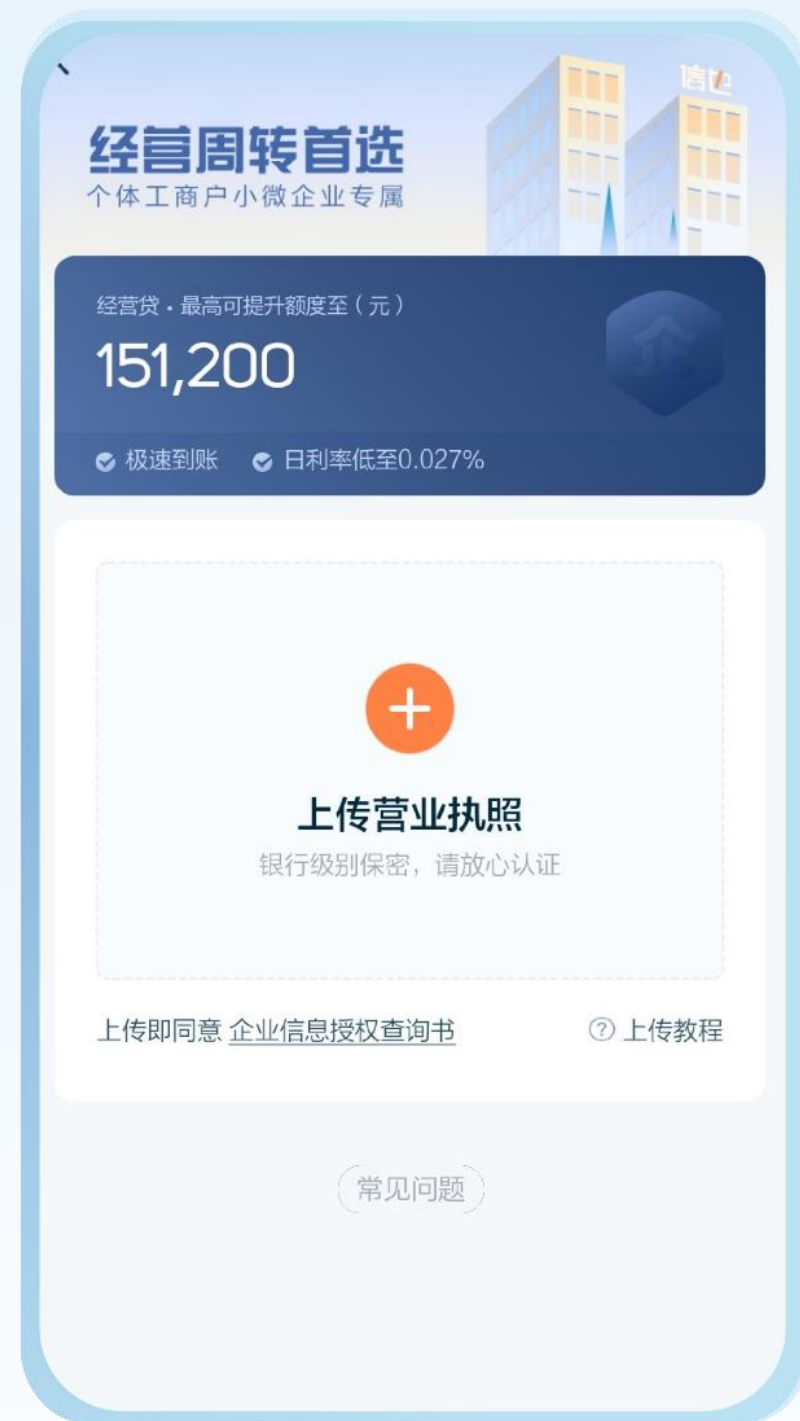 信也
经营周转首选
个体工商户小微企业专属
经营贷·最高可提升额度至（元）
151,200
企
极速到账 日利率低至0.027%
上传营业执照
银行级别保密，请放心认证
上传即同意 企业信息授权查询书 ? 上传教程
常见问题